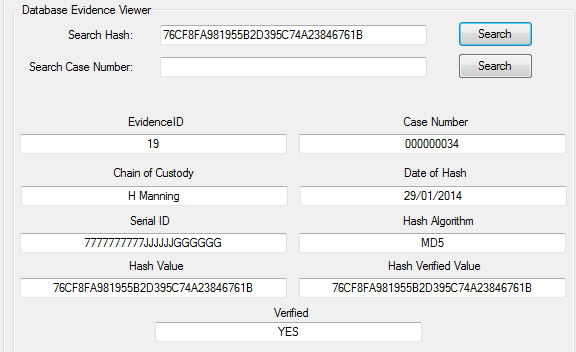 Database Evidence Viewer
Search Hash: 76CF8FA981955B2D395C74A23846761B Search
Search Case Number: Search
EvidenceID Case Number
19 000000034
Chain of Custody Date of Hash
H Manning 29/01/2014
Serial ID Hash Algorithm
7777777777JJJJJJGGGGGG MD5
Hash Value Hash Verified Value
76CF8FA981955B2D395C74A23846761B 76CF8FA981955B2D395C74A23846761B
Verified
YES